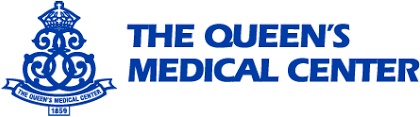 THE QUEEN'S
MEDICAL CENTER
THE QUEEN'S MEDICAL CENTER
1859